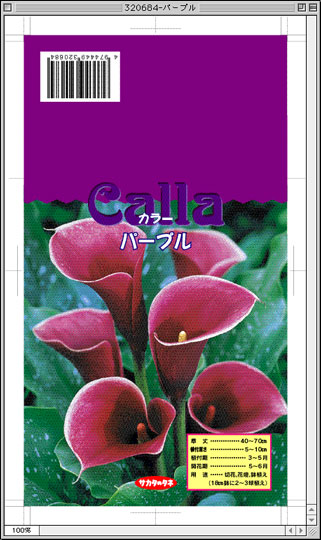 320684-パープル
4 974449 320684
Calla
カラー
パープル
草　丈 ‥‥‥‥‥ 40～70㎝
植付深さ ‥‥‥‥‥ 5～10㎝
植付期 ‥‥‥‥‥ 3～5月
開花期 ‥‥‥‥‥ 5～6月
用　途 ‥‥ 切花、花壇、鉢植え
(18㎝鉢に2～3球植え)
サカタのタネ
100%